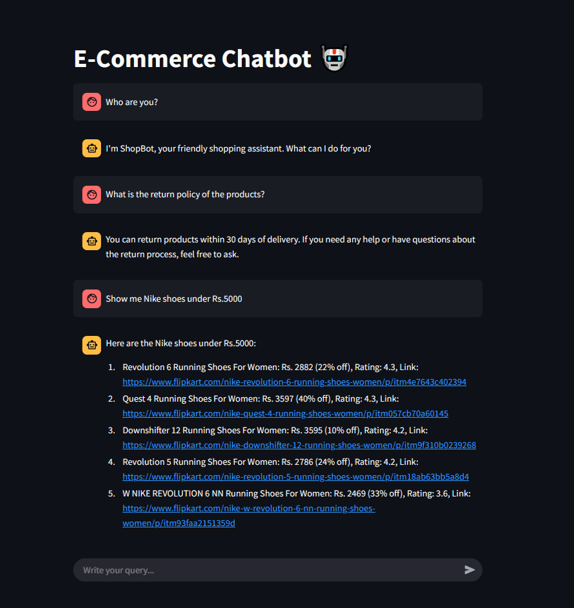 E-Commerce Chatbot
Who are you?
I'm ShopBot, your friendly shopping assistant. What can I do for you?
What is the return policy of the products?
You can return products within 30 days of delivery. If you need any help or have questions about
the return process, feel free to ask.
Show me Nike shoes under Rs.5000
Here are the Nike shoes under Rs.5000:
1. Revolution 6 Running Shoes For Women: Rs. 2882 (22% off), Rating: 4.3, Link:
https://www.flipkart.com/nike-revolution-6-running-shoes-women/p/itm4e7643c402394
2. Quest 4 Running Shoes For Women: Rs. 3597 (40% off), Rating: 4.3, Link:
https://www.flipkart.com/nike-quest-4-running-shoes-women/p/itm057cb70a60145
3. Downshifter 12 Running Shoes For Women: Rs. 3595 (10% off), Rating: 4.2, Link:
https://www.flipkart.com/nike-downshifter-12-running-shoes-women/p/itm9f310b0239268
4. Revolution 5 Running Shoes For Women: Rs. 2786 (24% off), Rating: 4.2, Link:
https://www.flipkart.com/nike-revolution-5-running-shoes-women/p/itm18ab63bb5a8d4
5. W NIKE REVOLUTION 6 NN Running Shoes For Women: Rs. 2469 (33% off), Rating: 3.6, Link:
https://www.flipkart.com/nike-w-revolution-6-nn-running-shoes-
women/p/itm93faa2151359d
Write your query...